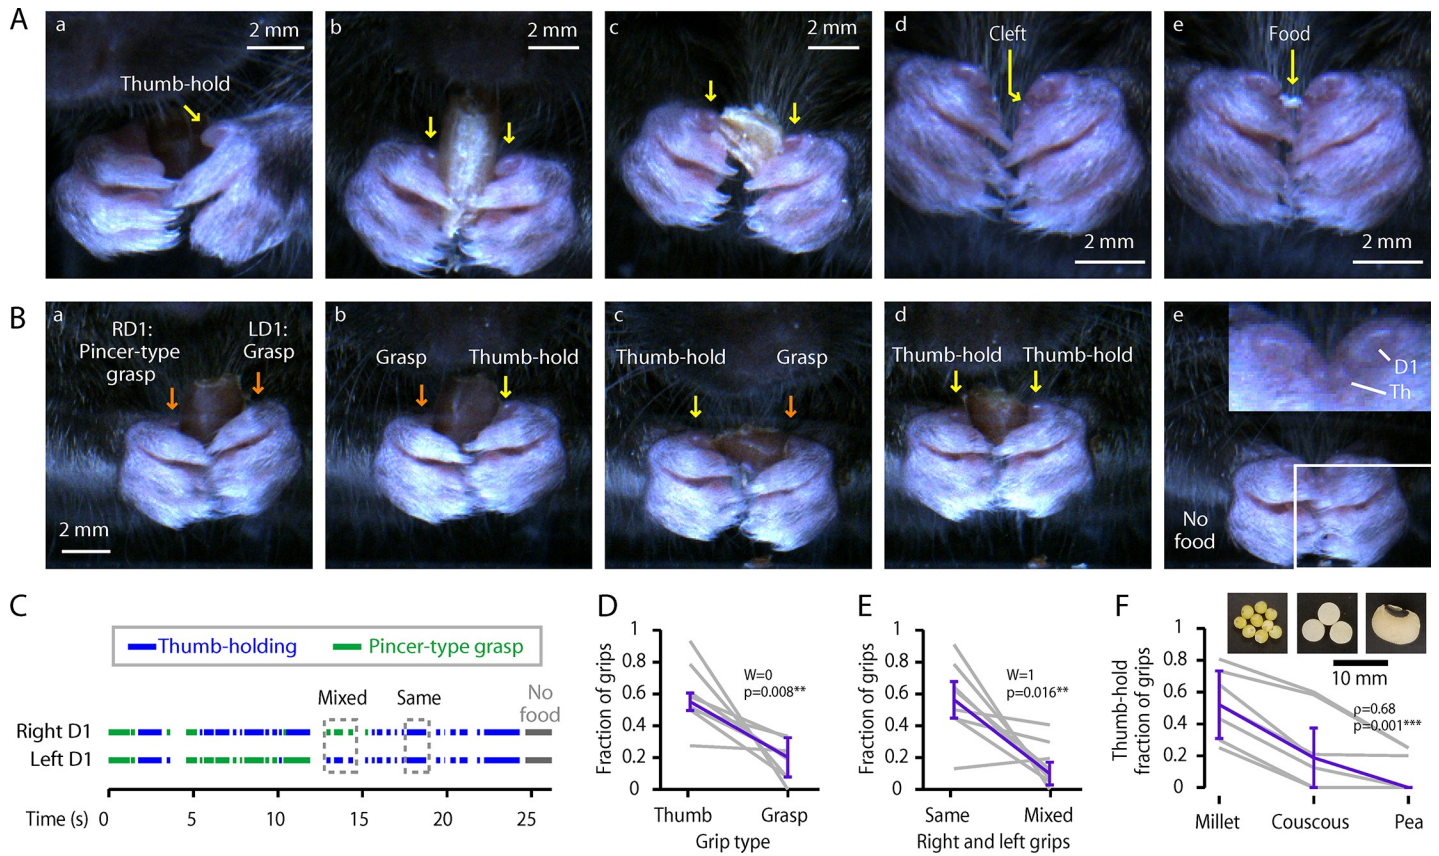 A
a
2 mm
Thumb-hold
b
2 mm
c
2 mm
d
Cleft
2 mm
e
Food
2 mm
B
a
RD1:
Pincer-type
grasp
LD1:
Grasp
2 mm
b
Grasp
Thumb-hold
c
Thumb-hold
Grasp
d
Thumb-hold
Thumb-hold
e
D1
Th
No
food
C
Thumb-holding
Pincer-type grasp
Mixed
Same
No
food
Right D1
Left D1
Time (s)
0
5
10
15
20
25
D
Fraction of grips
1
0.8
0.6
0.4
0.2
0
W=0
p=0.008**
Thumb
Grasp
Grip type
E
Fraction of grips
1
0.8
0.6
0.4
0.2
0
W=1
p=0.016**
Same
Mixed
Right and left grips
F
Thumb-hold
fraction of grips
1
0.8
0.6
0.4
0.2
0
10 mm
ρ=0.68
p=0.001***
Millet
Couscous
Pea